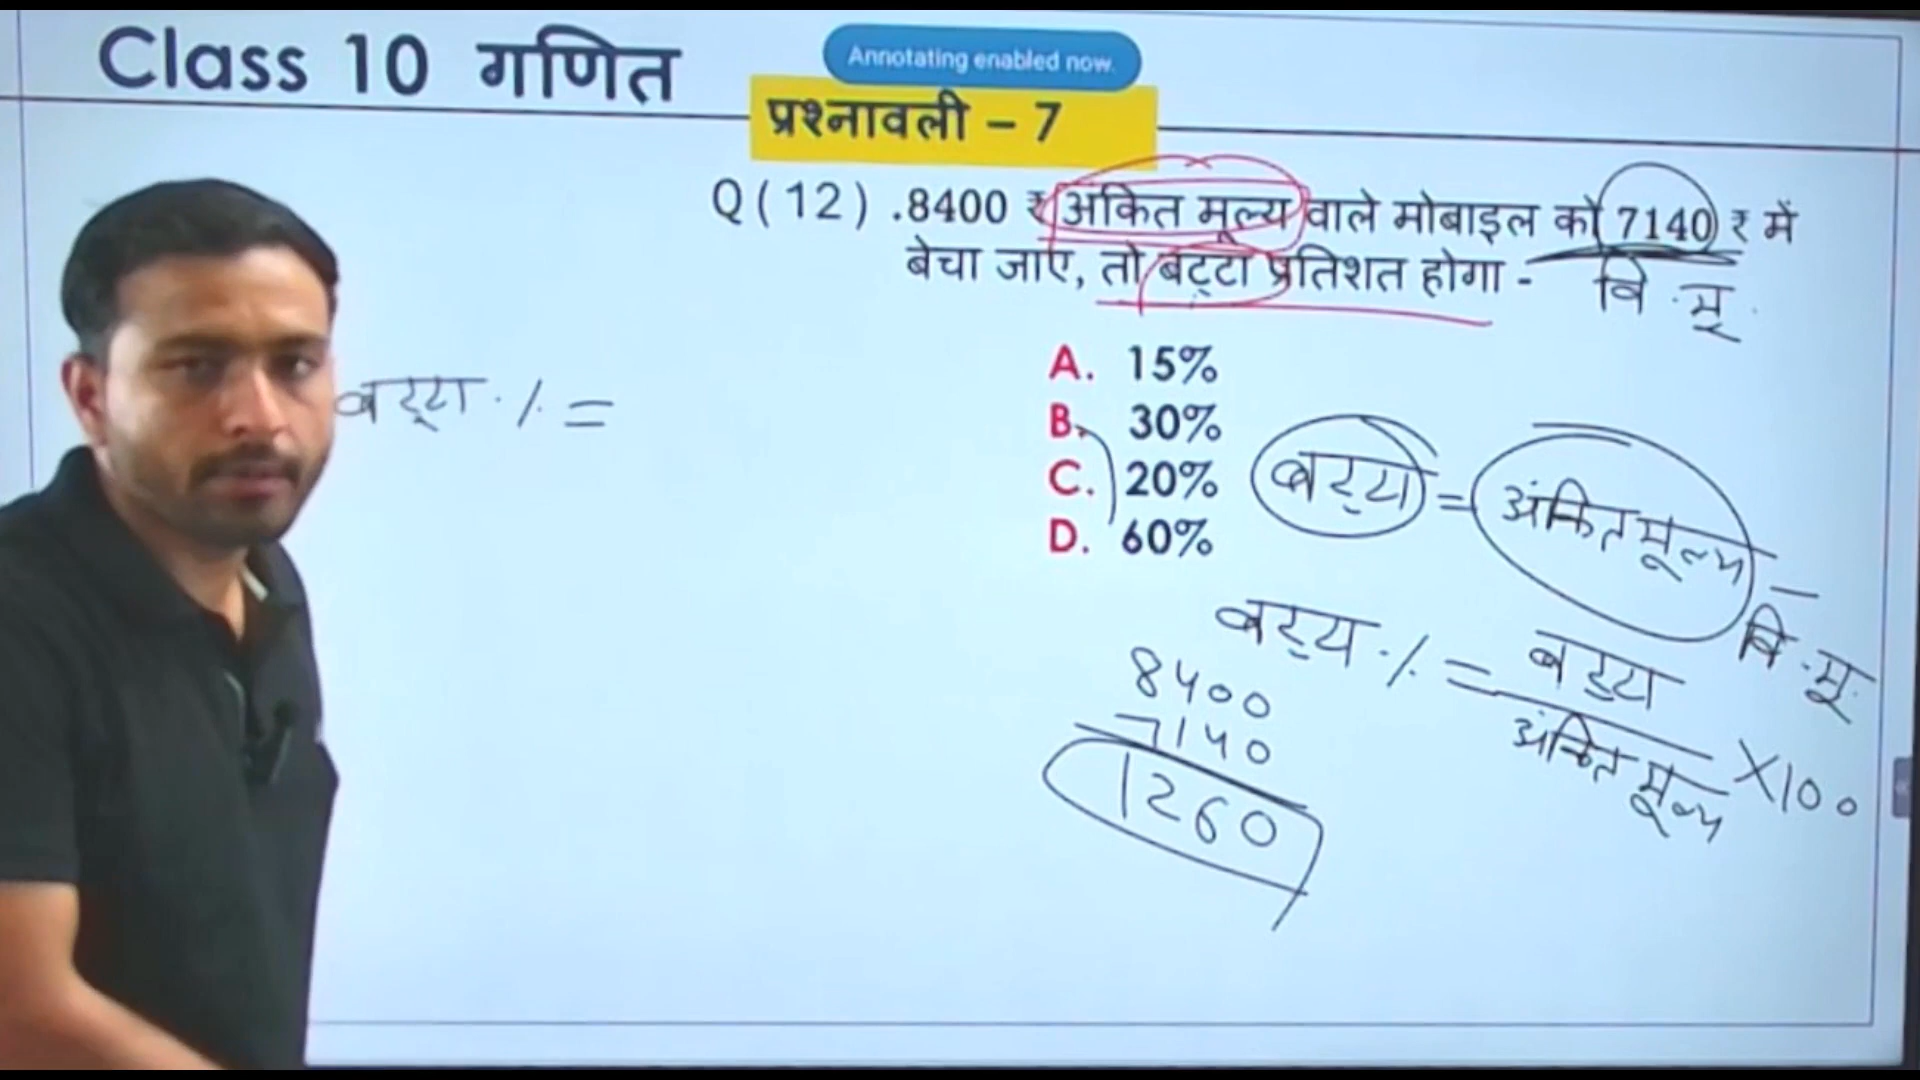 Class 10 गणित
Annotating enabled now.
प्रश्नावली – 7
Q ( 12 ) .8400 ₹ अंकित मूल्य वाले मोबाइल को 7140 ₹ में
बेचा जाए, तो बट्टा प्रतिशत होगा -
वि . मू .
A. 15%
B. 30%
C. 20%
D. 60%
बट्टा % =
बट्टा = अंकित मूल्य –
वि . मू .
बट्टा % = बट्टा
अंकित मूल्य × 100
8400
7140
1260